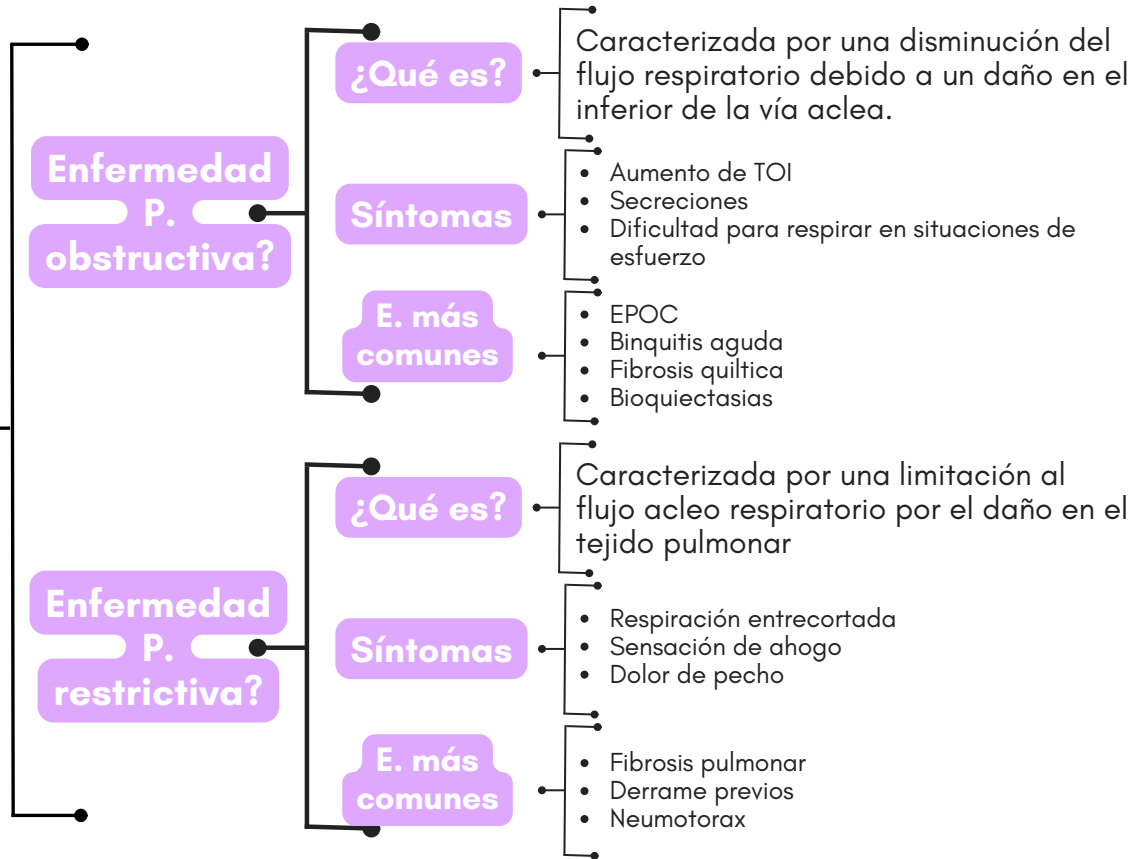 Enfermedad
P.
obstructiva?
¿Qué es?
Caracterizada por una disminución del
flujo respiratorio debido a un daño en el
inferior de la vía aclea.
Síntomas
• Aumento de TOI
• Secreciones
• Dificultad para respirar en situaciones de
esfuerzo
E. más
comunes
• EPOC
• Binquitis aguda
• Fibrosis quiltica
• Bioquiectasias
Enfermedad
P.
restrictiva?
¿Qué es?
Caracterizada por una limitación al
flujo acleo respiratorio por el daño en el
tejido pulmonar
Síntomas
• Respiración entrecortada
• Sensación de ahogo
• Dolor de pecho
E. más
comunes
• Fibrosis pulmonar
• Derrame previos
• Neumotorax